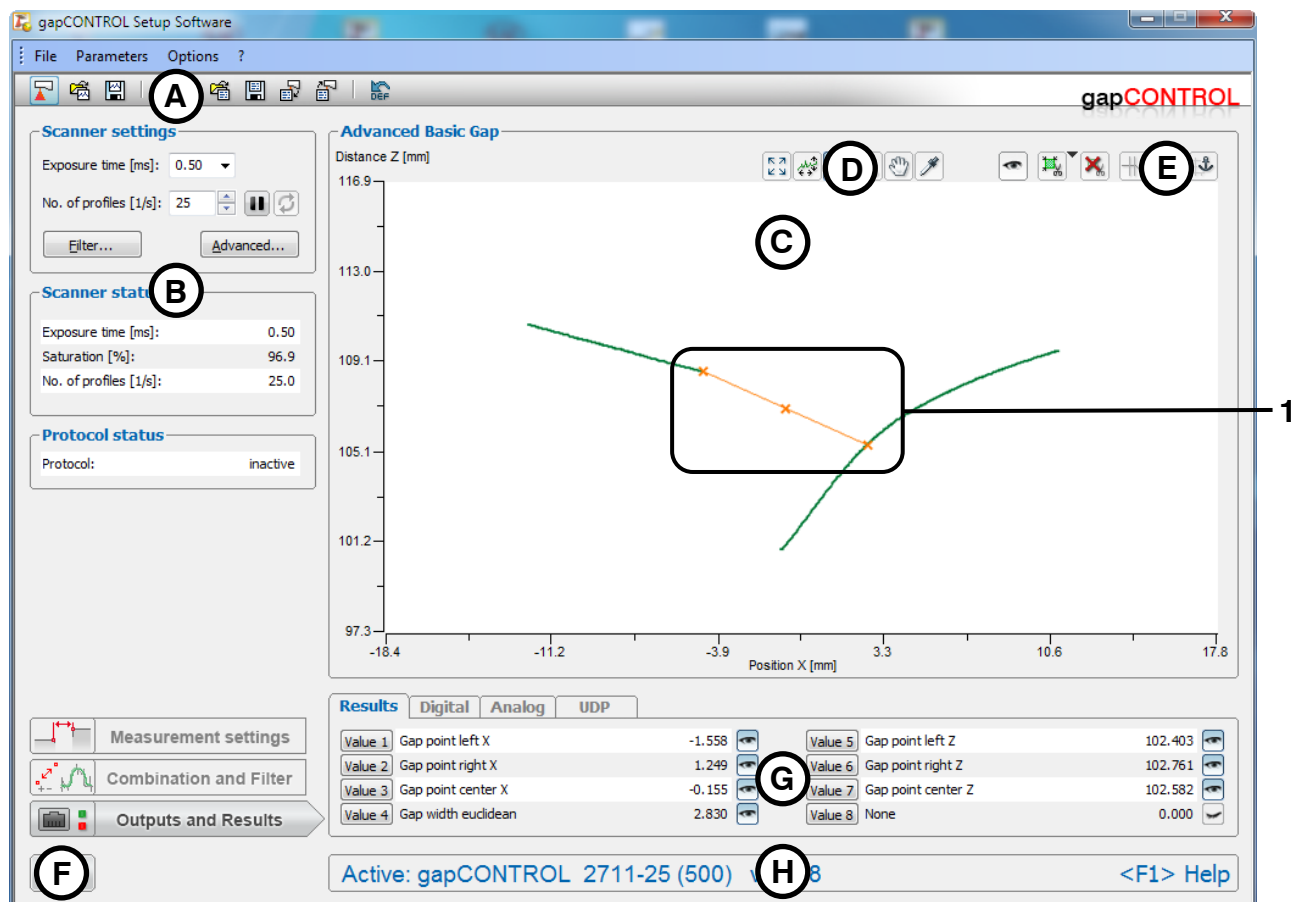 gapCONTROL Setup Software
File Parameters Options ?
A
DEF
gapCONTROL
Scanner settings
Exposure time [ms]: 0.50
No. of profiles [1/s]: 25
Filter... Advanced...
B
Scanner
Exposure time [ms]: 0.50
Saturation [%]: 96.9
No. of profiles [1/s]: 25.0
Protocol status
Protocol: inactive
Advanced Basic Gap
Distance Z [mm]
D
E
C
116.9
113.0
109.1
105.1
101.2
97.3
1
-18.4 -11.2 -3.9 3.3 10.6 17.8
Position X [mm]
Measurement settings
Combination and Filter
Outputs and Results
F
Results Digital Analog UDP
Value 1 Gap point left X -1.558
Value 2 Gap point right X 1.249
Value 3 Gap point center X -0.155
Value 4 Gap width euclidean 2.830
G
Value 5 Gap point left Z 102.403
Value 6 Gap point right Z 102.761
Value 7 Gap point center Z 102.582
Value 8 None 0.000
Active: gapCONTROL 2711-25 (500) v H 8 <F1> Help